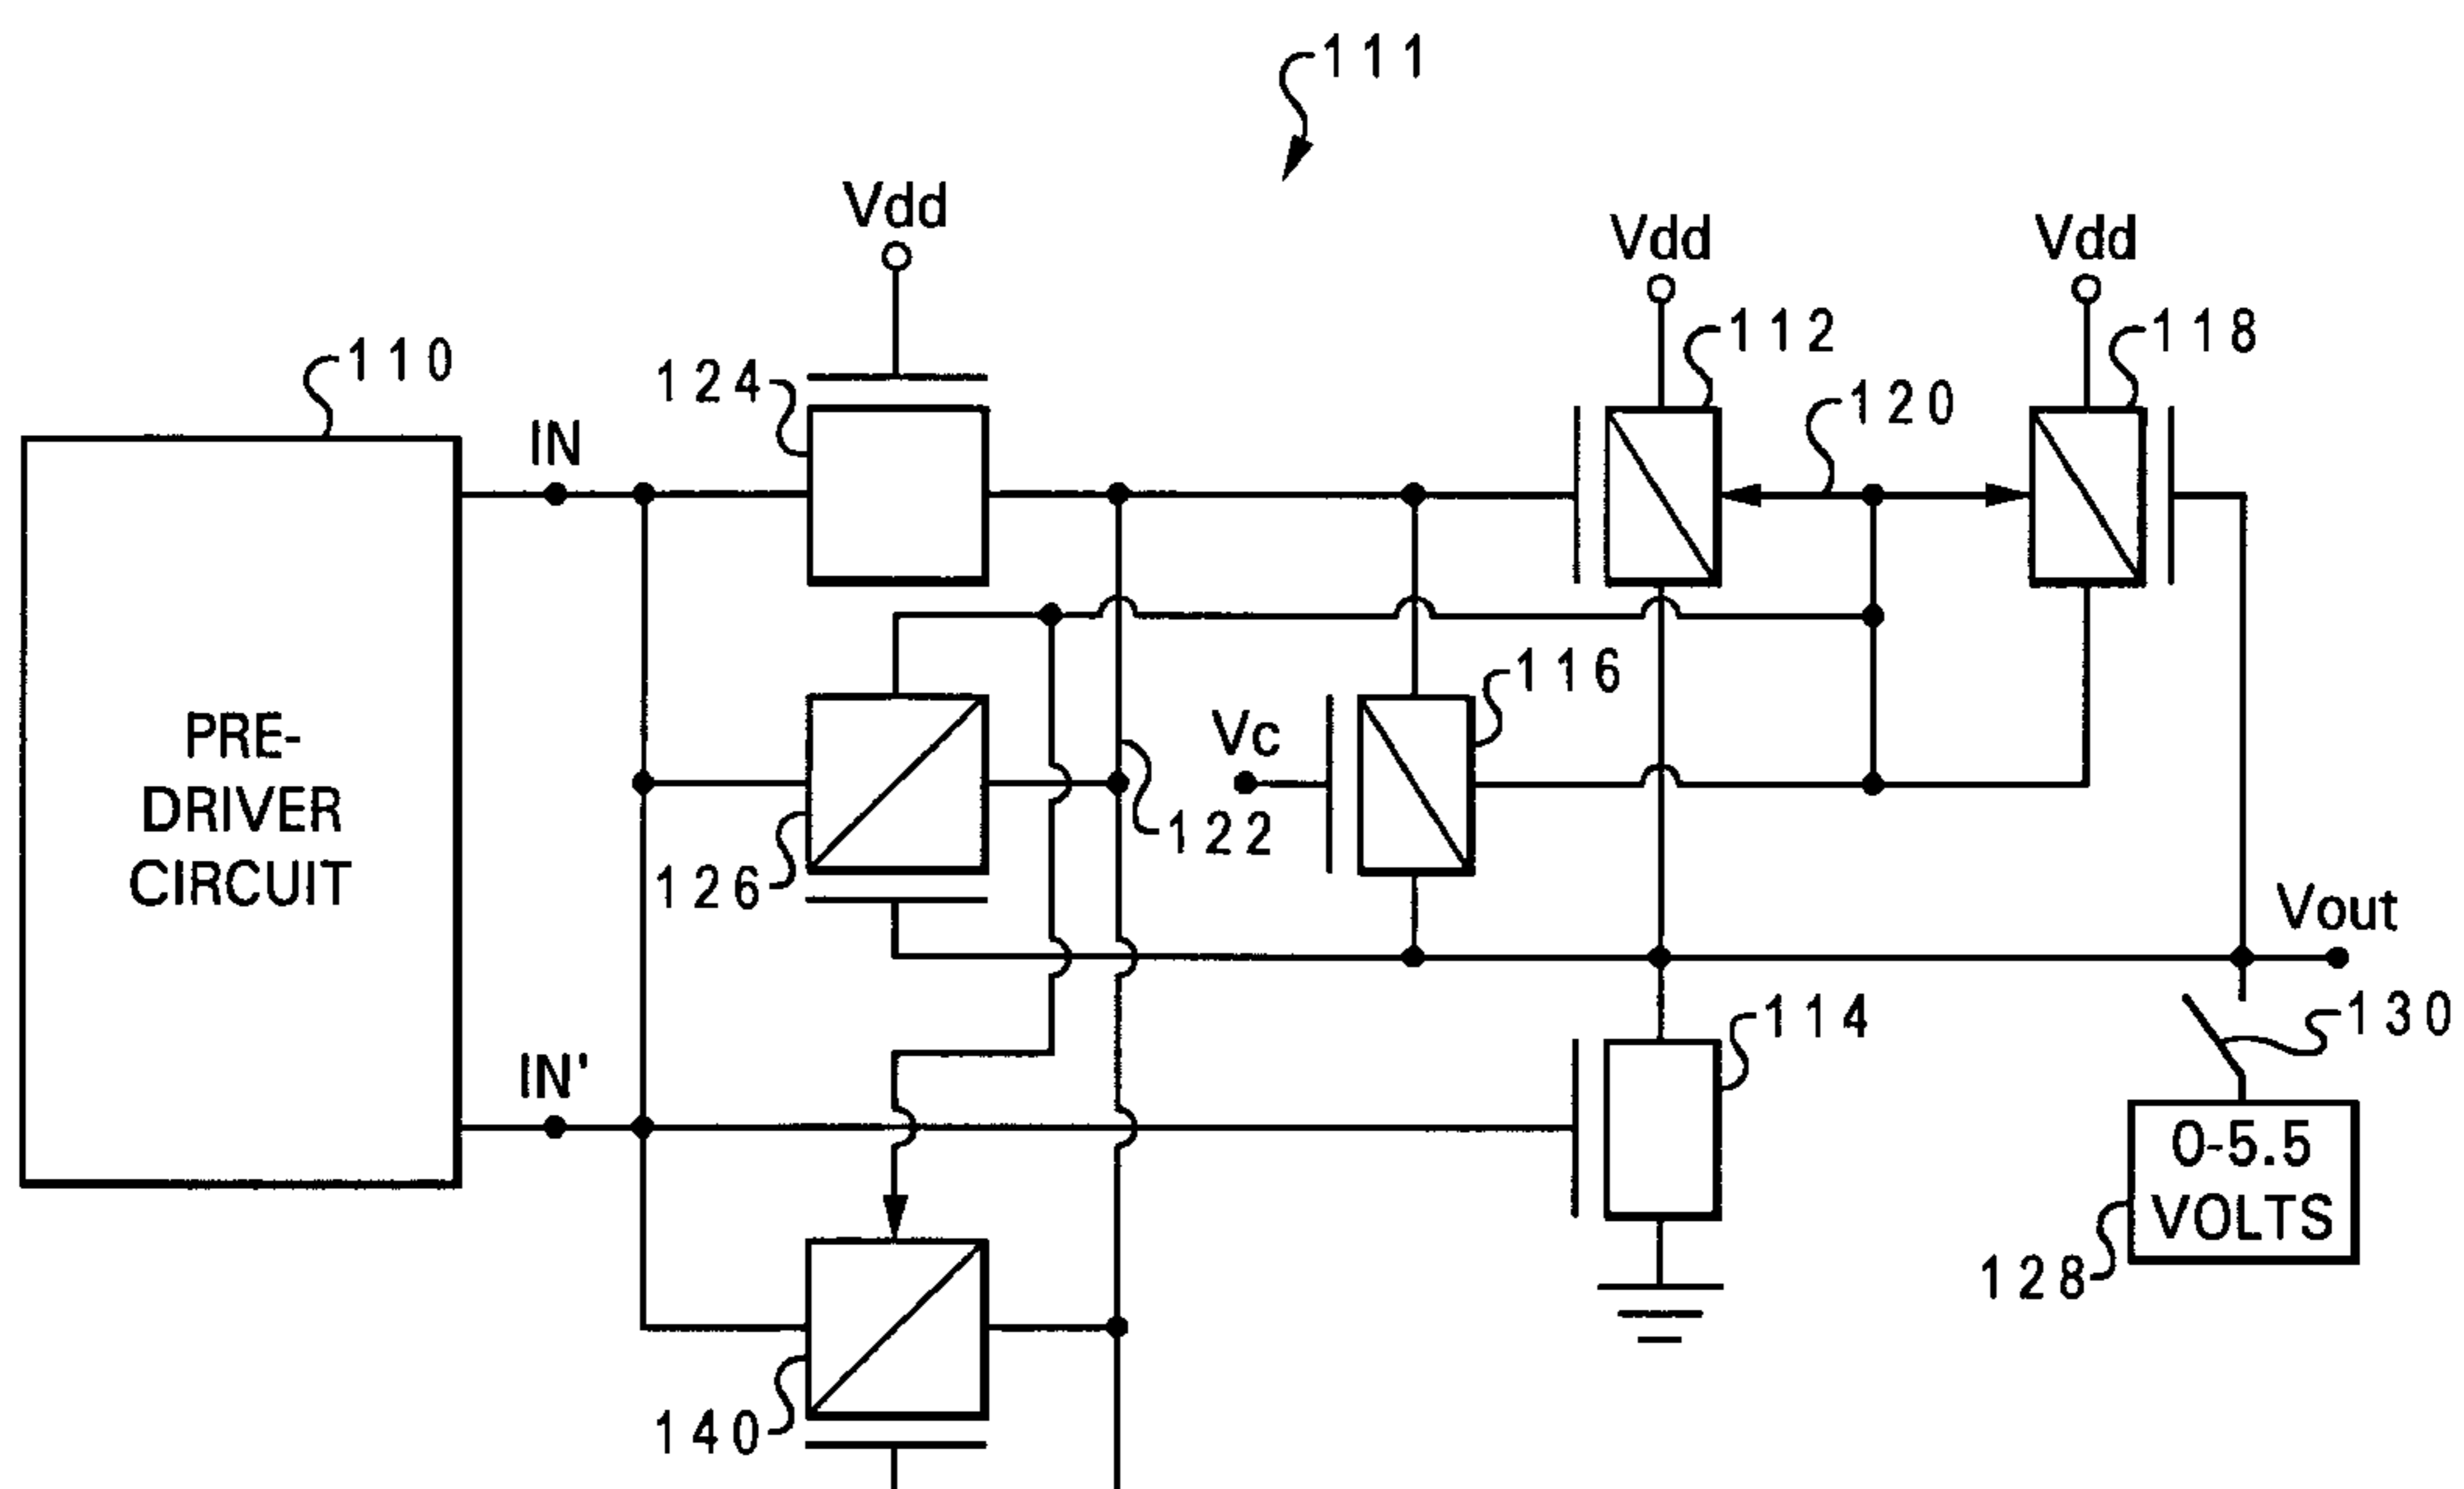 111
Vdd
Vdd
Vdd
110
124
112
118
120
IN
116
Vc
PRE-
DRIVER
CIRCUIT
122
126
Vout
114
130
IN'
0-5.5
VOLTS
128
140